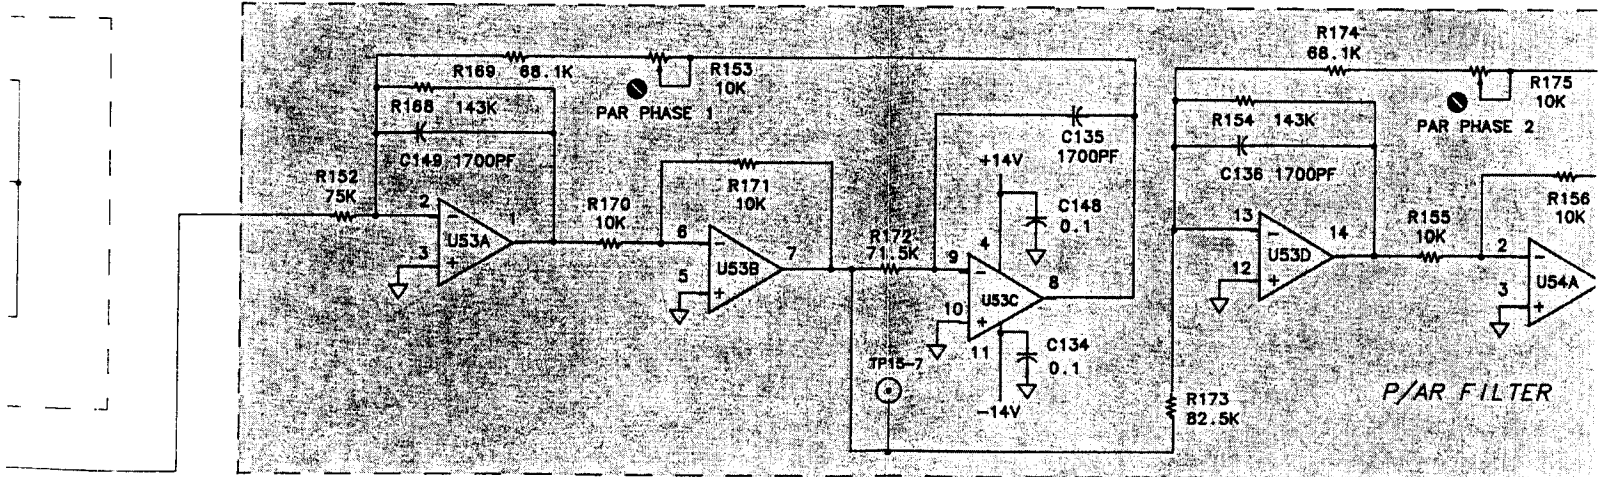 R174
68.1K
R169 68.1K
R153
10K
PAR PHASE 1
R168 143K
C149 1700PF
R152
75K
2
3
U53A
1
R170
10K
R171
10K
6
5
U53B
7
R172
71.5K
C135
1700PF
+14V
C148
0.1
4
9
10
U53C
8
11
C134
0.1
-14V
TP15-7
R175
10K
PAR PHASE 2
R154 143K
C136 1700PF
13
12
U53D
14
R155
10K
R156
10K
2
3
U54A
R173
82.5K
P/AR FILTER